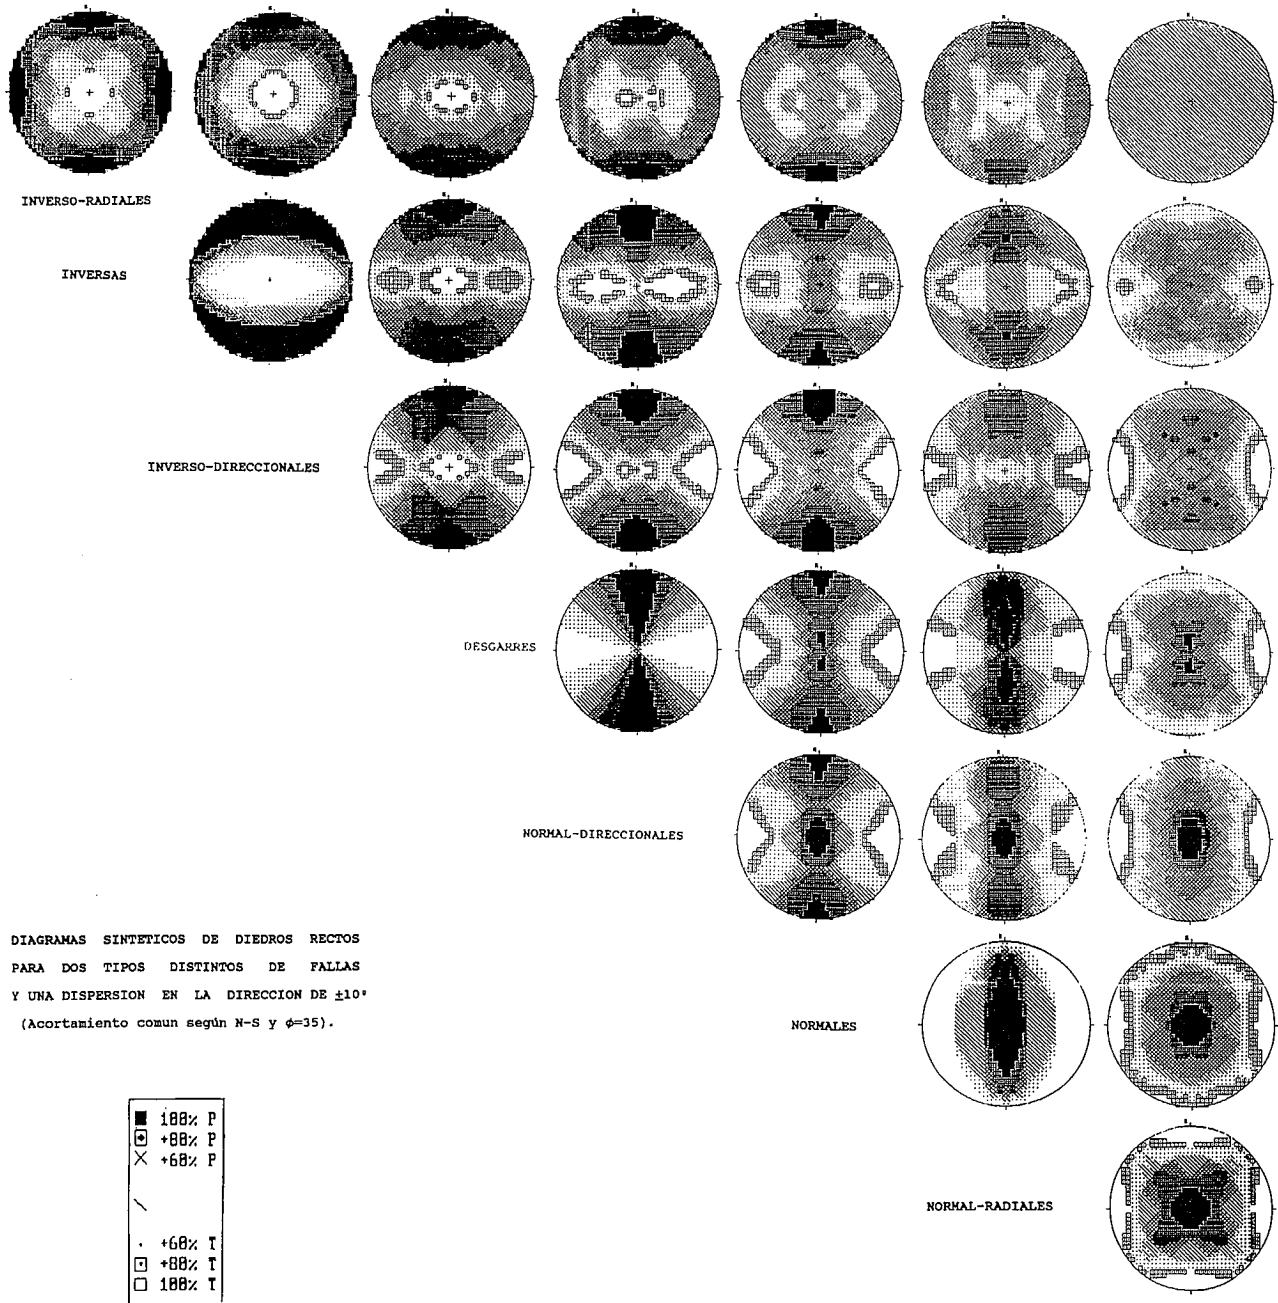 INVERSO-RADIALES
INVERSAS
INVERSO-DIRECCIONALES
DESGARRES
NORMAL-DIRECCIONALES
DIAGRAMAS SINTETICOS DE DIEDROS RECTOS
PARA DOS TIPOS DISTINTOS DE FALLAS
Y UNA DISPERSION EN LA DIRECCION DE ±10°
(Acortamiento comun según N-S y ϕ=35).
NORMALES
NORMAL-RADIALES
100% P
+80% P
+60% P
+60% T
+80% T
100% T